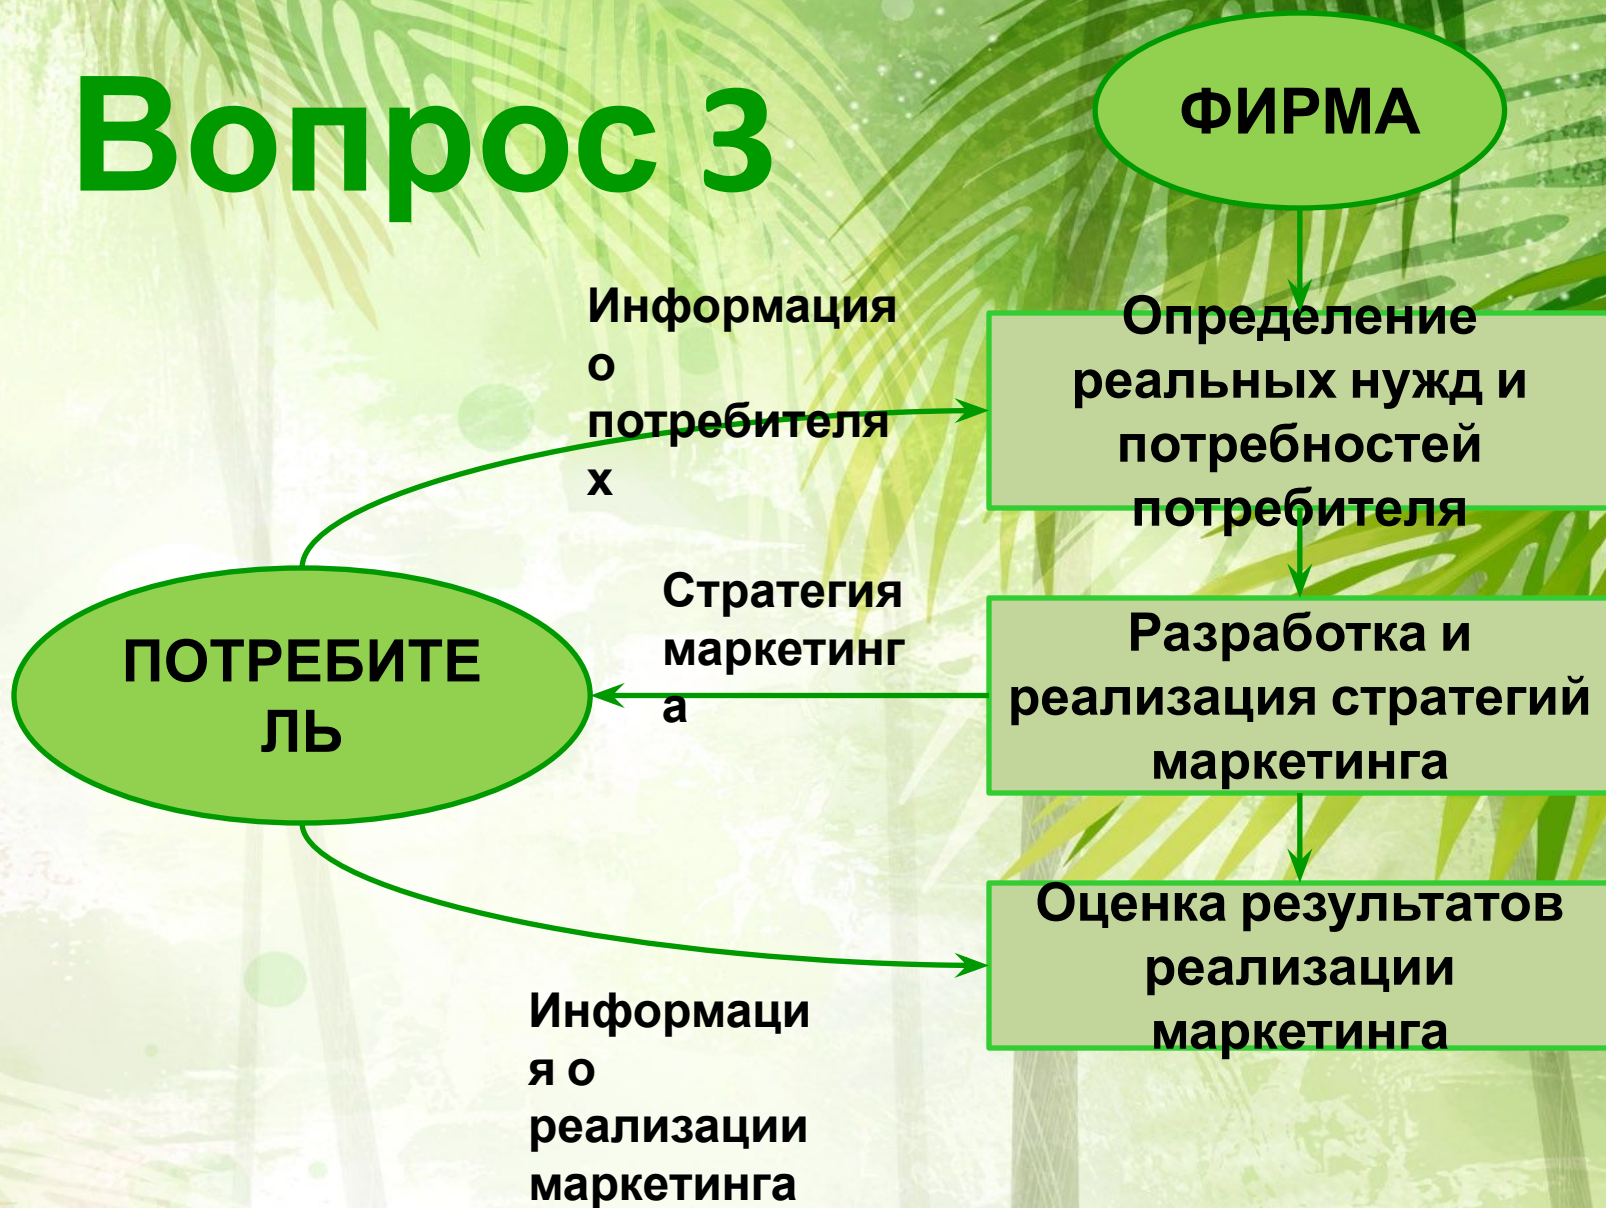 Вопрос 3
ФИРМА
Информация
о
потребителя
х
Определение
реальных нужд и
потребностей
потребителя
Стратегия
маркетинг
а
ПОТРЕБИТЕ
ЛЬ
Разработка и
реализация стратегий
маркетинга
Оценка результатов
реализации
маркетинга
Информаци
я о
реализации
маркетинга